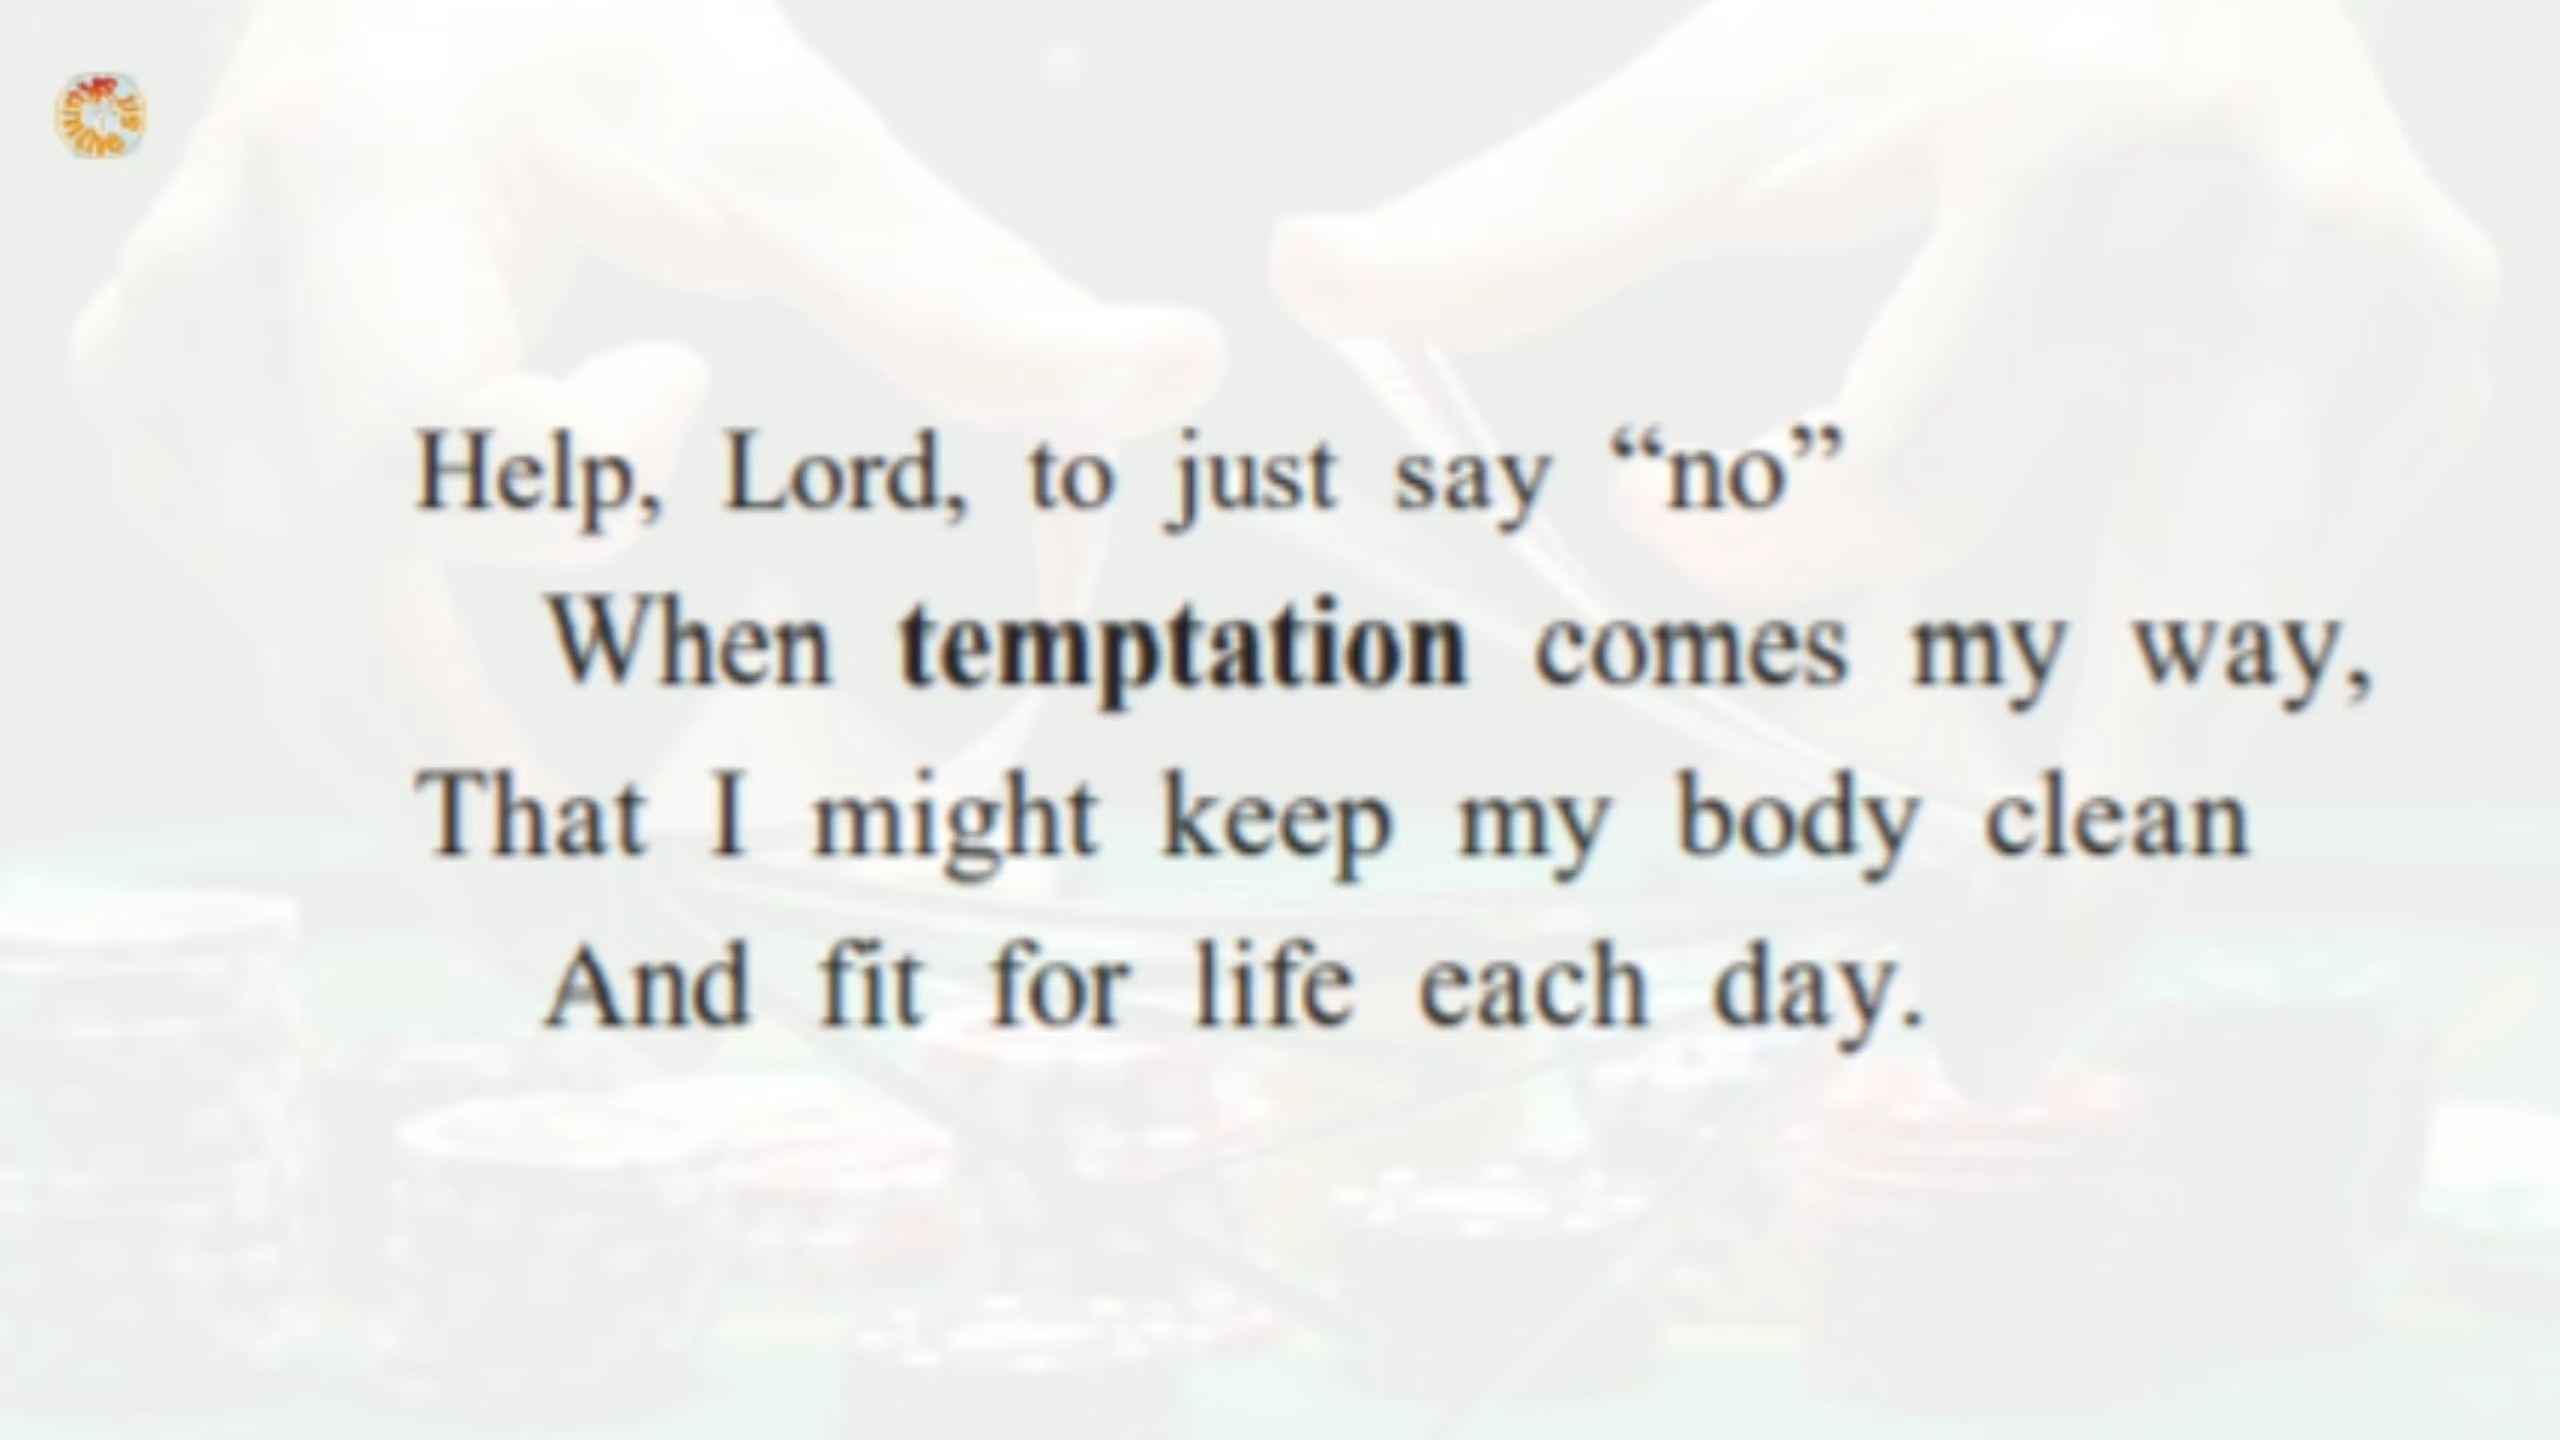 Help, Lord, to just say “no”
When temptation comes my way,
That I might keep my body clean
And fit for life each day.